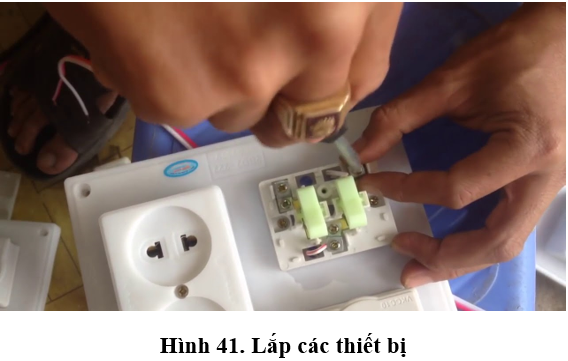 Hình 41. Lắp các thiết bị